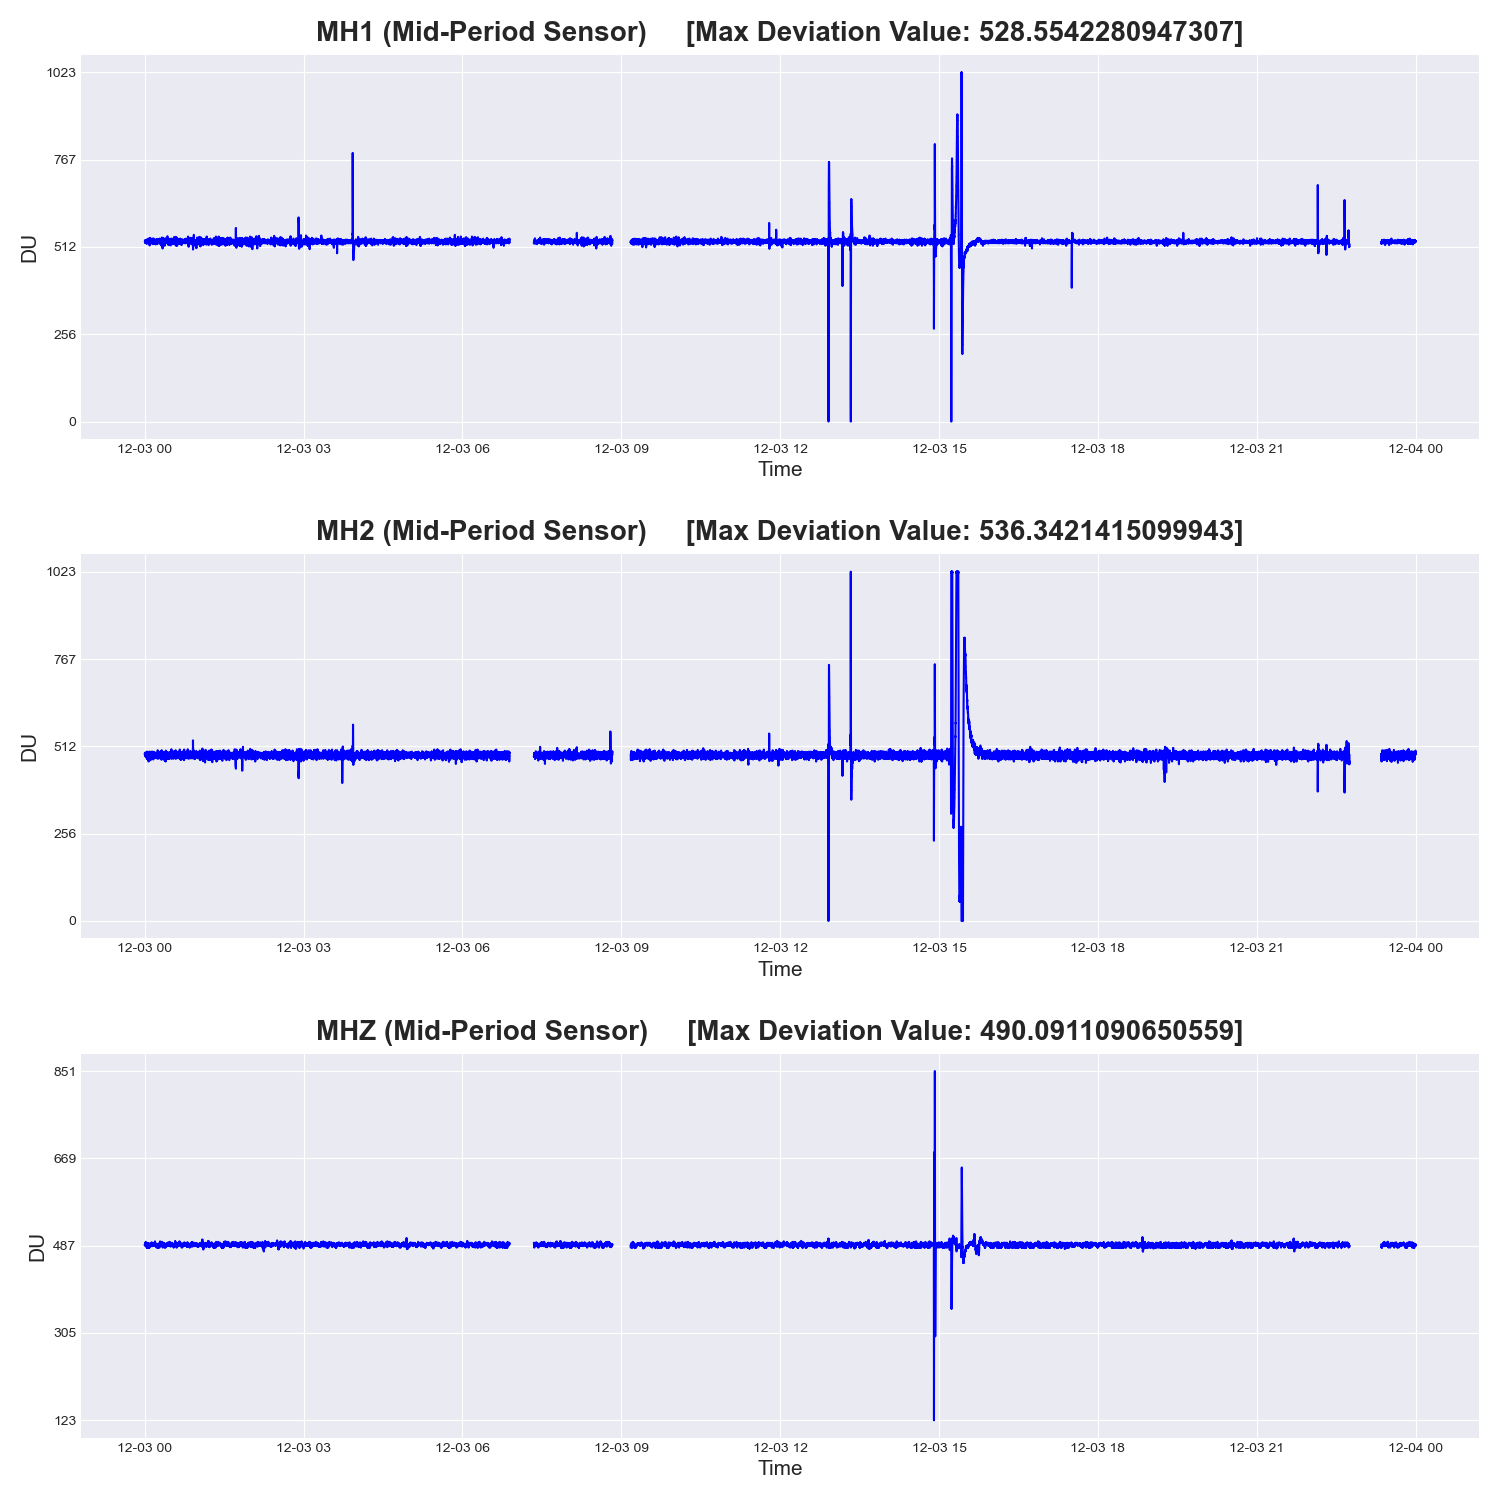 MH1 (Mid-Period Sensor) [Max Deviation Value: 528.5542280947307]
1023
767
512
256
0
DU
12-03 00 12-03 03 12-03 06 12-03 09 12-03 12 12-03 15 12-03 18 12-03 21 12-04 00
Time
MH2 (Mid-Period Sensor) [Max Deviation Value: 536.3421415099943]
1023
767
512
256
0
DU
12-03 00 12-03 03 12-03 06 12-03 09 12-03 12 12-03 15 12-03 18 12-03 21 12-04 00
Time
MHZ (Mid-Period Sensor) [Max Deviation Value: 490.0911090650559]
851
669
487
305
123
DU
12-03 00 12-03 03 12-03 06 12-03 09 12-03 12 12-03 15 12-03 18 12-03 21 12-04 00
Time